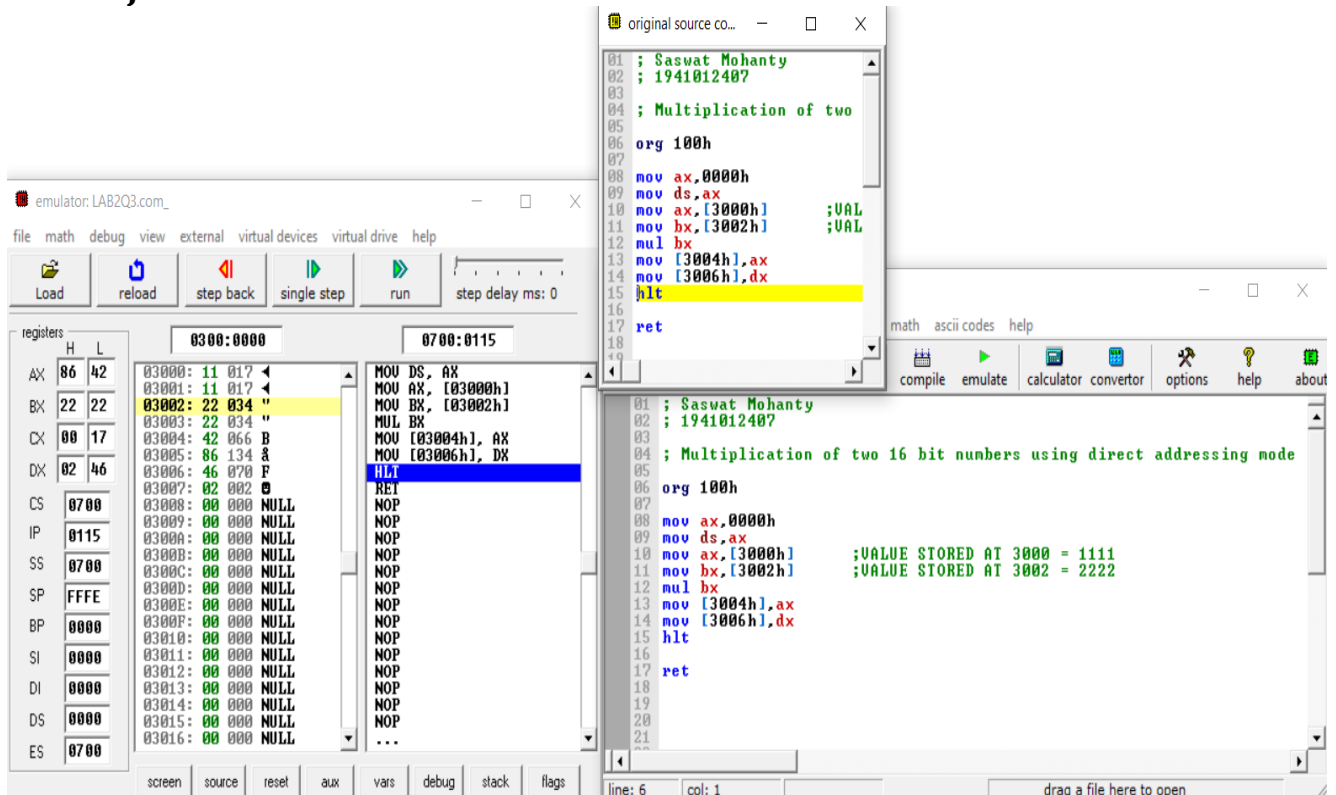 original source co...
01 ; Saswat Mohanty
02 ; 1941012407
03
04 ; Multiplication of two
05
06 org 100h
07
08 mov ax,0000h
09 mov ds,ax
10 mov ax,[3000h] ;VAL
11 mov bx,[3002h] ;VAL
12 mul bx
13 mov [3004h],ax
14 mov [3006h],dx
15 hlt
16
17 ret
18
19
emulator: LAB2Q3.com_
file math debug view external virtual devices virtual drive help
Load reload step back single step run step delay ms: 0
registers
H L
AX 86 42
BX 22 22
CX 00 17
DX 02 46
CS 0700
IP 0115
SS 0700
SP FFFE
BP 0000
SI 0000
DI 0000
DS 0000
ES 0700
0300:0000
03000: 11 017 ◄
03001: 11 017 ◄
03002: 22 034 "
03003: 22 034 "
03004: 42 066 B
03005: 86 134 å
03006: 46 070 F
03007: 02 002 ☻
03008: 00 000 NULL
03009: 00 000 NULL
0300A: 00 000 NULL
0300B: 00 000 NULL
0300C: 00 000 NULL
0300D: 00 000 NULL
0300E: 00 000 NULL
0300F: 00 000 NULL
03010: 00 000 NULL
03011: 00 000 NULL
03012: 00 000 NULL
03013: 00 000 NULL
03014: 00 000 NULL
03015: 00 000 NULL
03016: 00 000 NULL
0700:0115
MOV DS, AX
MOV AX, [03000h]
MOV BX, [03002h]
MUL BX
MOV [03004h], AX
MOV [03006h], DX
HLT
RET
NOP
NOP
NOP
NOP
NOP
NOP
NOP
NOP
NOP
NOP
NOP
NOP
NOP
NOP
...
screen source reset aux vars debug stack flags
math ascii codes help
compile emulate calculator convertor options help about
01 ; Saswat Mohanty
02 ; 1941012407
03
04 ; Multiplication of two 16 bit numbers using direct addressing mode
05
06 org 100h
07
08 mov ax,0000h
09 mov ds,ax
10 mov ax,[3000h] ;VALUE STORED AT 3000 = 1111
11 mov bx,[3002h] ;VALUE STORED AT 3002 = 2222
12 mul bx
13 mov [3004h],ax
14 mov [3006h],dx
15 hlt
16
17 ret
18
19
20
21
line: 6 col: 1 drag a file here to open